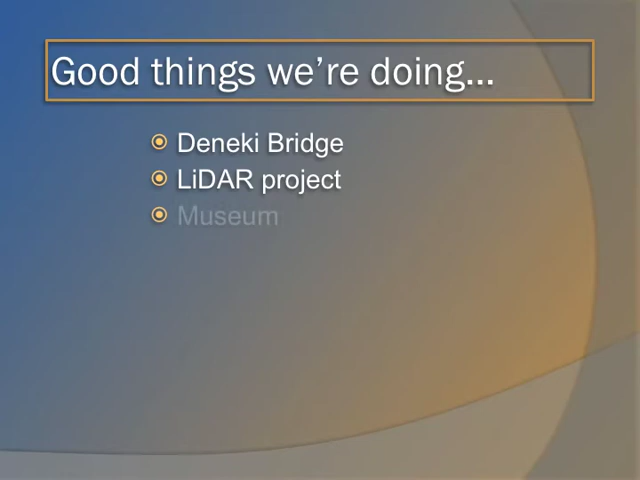 Good things we’re doing…
Deneki Bridge
LiDAR project
Museum